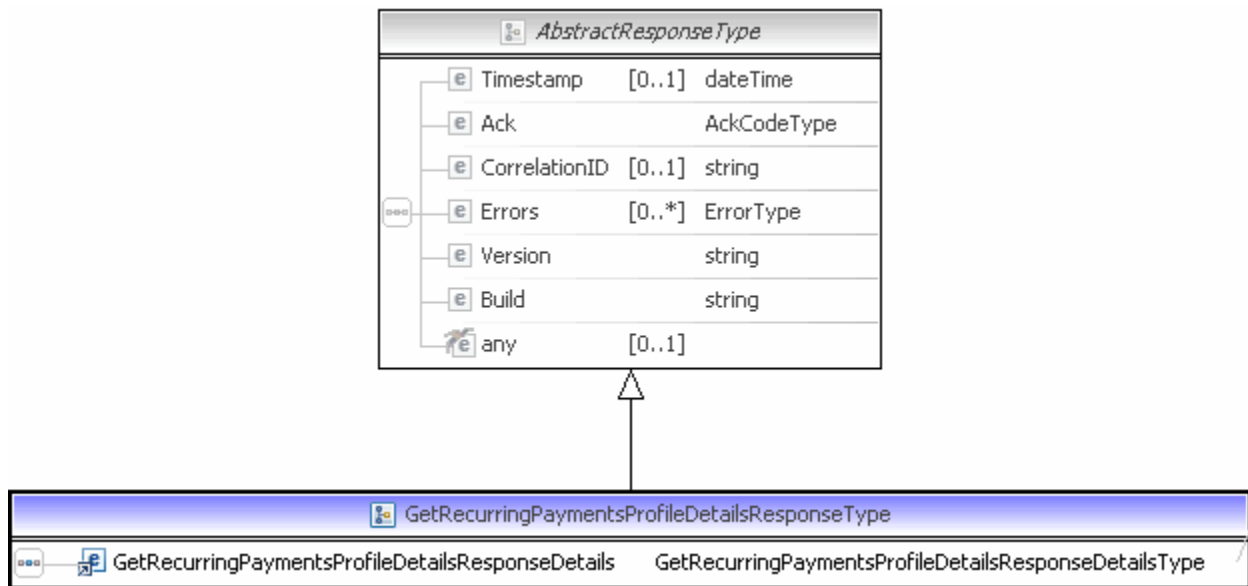 AbstractResponseType
e Timestamp [0..1] dateTime
e Ack AckCodeType
e CorrelationID [0..1] string
e Errors [0..*] ErrorType
e Version string
e Build string
e any [0..1]
GetRecurringPaymentsProfileDetailsResponseType
e GetRecurringPaymentsProfileDetailsResponseDetails GetRecurringPaymentsProfileDetailsResponseDetailsType